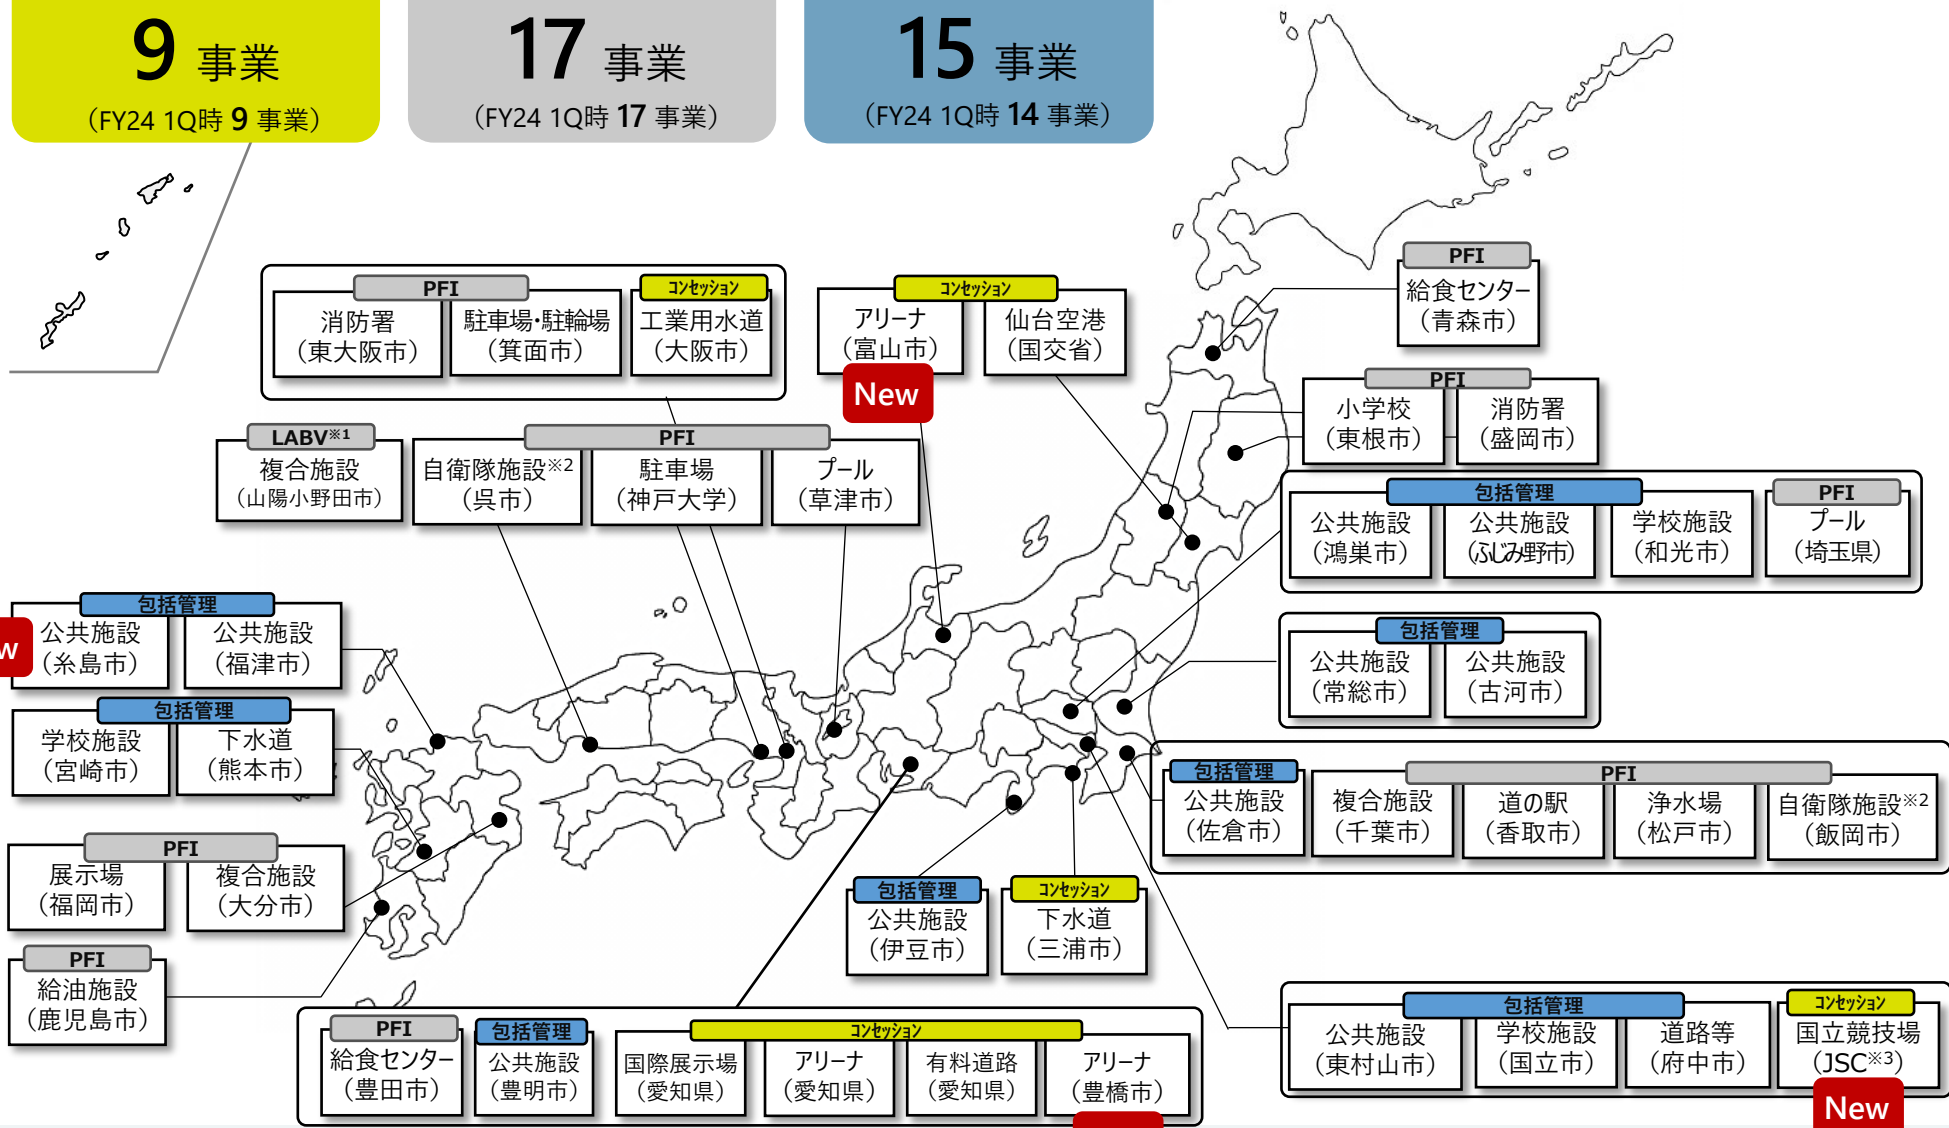 9 事業
（FY24 1Q時 9 事業）
17 事業
（FY24 1Q時 17 事業）
15 事業
（FY24 1Q時 14 事業）
PFI
消防署
（東大阪市）
駐車場・駐輪場
（箕面市）
コンセッション
工業用水道
（大阪市）
コンセッション
アリーナ
（富山市）
New
仙台空港
（国交省）
PFI
給食センター
（青森市）
PFI
小学校
（東根市）
消防署
（盛岡市）
LABV※1
複合施設
（山陽小野田市）
PFI
自衛隊施設※2
（呉市）
駐車場
（神戸大学）
プール
（草津市）
包括管理
公共施設
（鴻巣市）
公共施設
（ふじみ野市）
学校施設
（和光市）
PFI
プール
（埼玉県）
包括管理
公共施設
（糸島市）
公共施設
（福津市）
包括管理
公共施設
（常総市）
公共施設
（古河市）
包括管理
学校施設
（宮崎市）
下水道
（熊本市）
包括管理
公共施設
（佐倉市）
PFI
複合施設
（千葉市）
道の駅
（香取市）
浄水場
（松戸市）
自衛隊施設※2
（飯岡市）
PFI
展示場
（福岡市）
複合施設
（大分市）
包括管理
公共施設
（伊豆市）
コンセッション
下水道
（三浦市）
PFI
給油施設
（鹿児島市）
PFI
給食センター
（豊田市）
包括管理
公共施設
（豊明市）
コンセッション
国際展示場
（愛知県）
アリーナ
（愛知県）
有料道路
（愛知県）
アリーナ
（豊橋市）
包括管理
公共施設
（東村山市）
学校施設
（国立市）
道路等
（府中市）
コンセッション
国立競技場
（JSC※3）
New